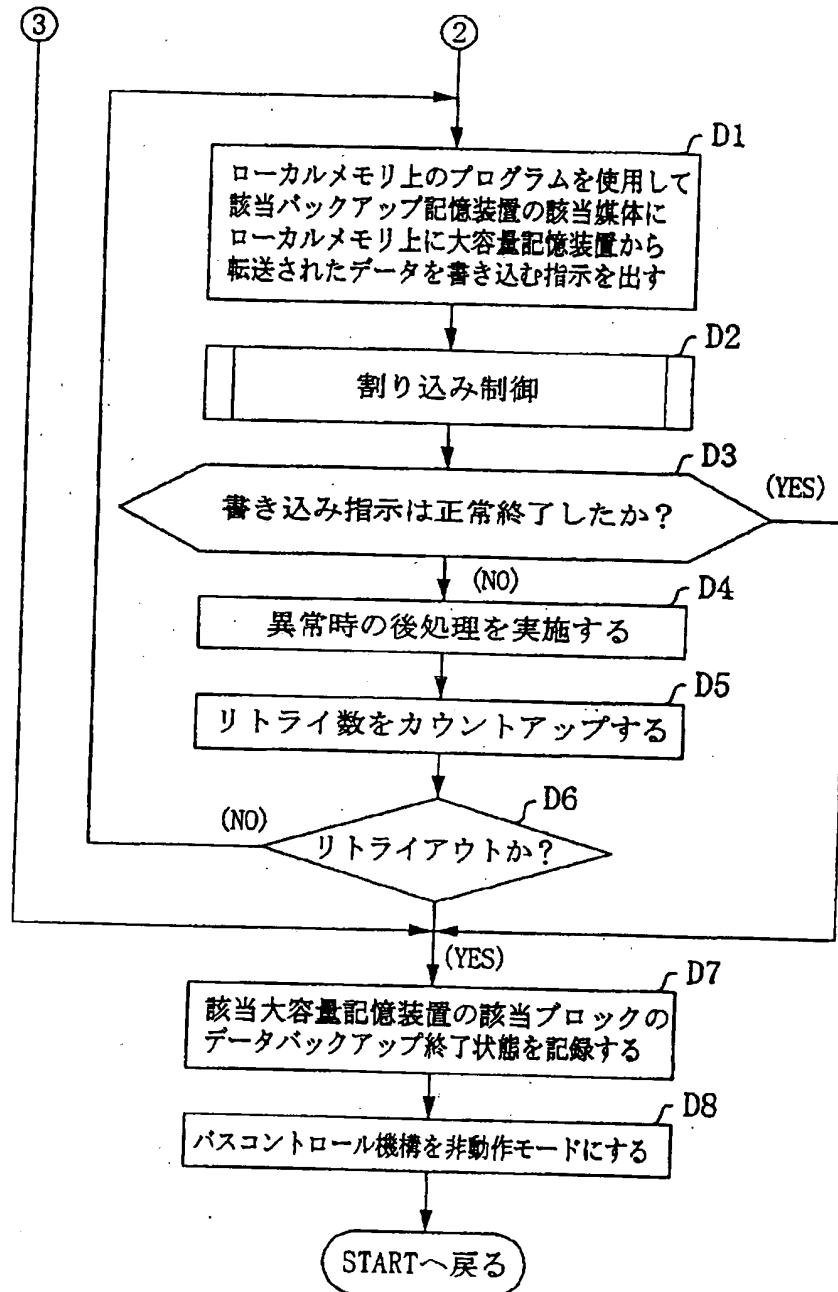 ③
②
D1
ローカルメモリ上のプログラムを使用して
該当バックアップ記憶装置の該当媒体に
ローカルメモリ上に大容量記憶装置から
転送されたデータを書き込む指示を出す
D2
割り込み制御
D3
書き込み指示は正常終了したか？
(YES)
(NO)
D4
異常時の後処理を実施する
D5
リトライ数をカウントアップする
D6
(NO)
リトライアウトか？
(YES)
D7
該当大容量記憶装置の該当ブロックの
データバックアップ終了状態を記録する
D8
バスコントロール機構を非動作モードにする
STARTへ戻る